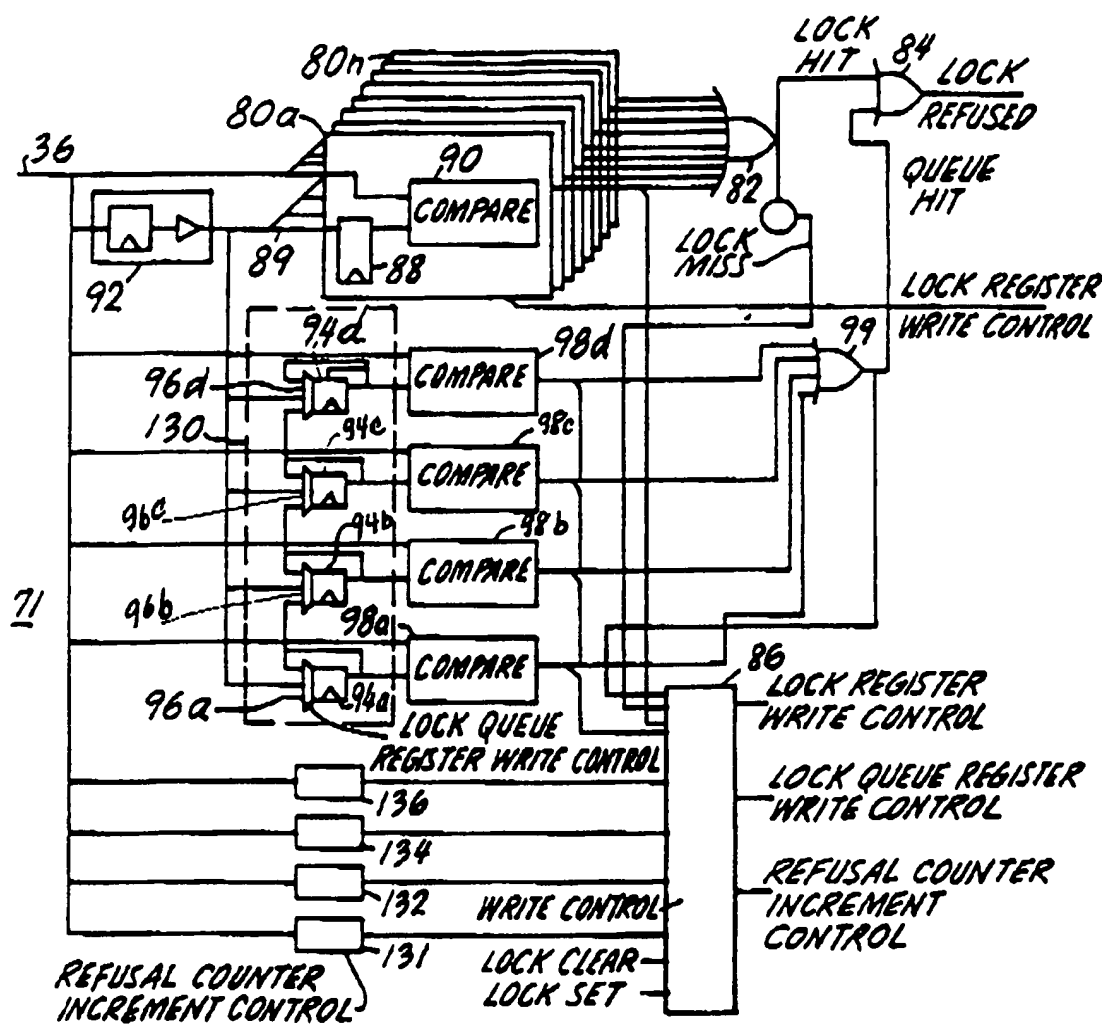 LOCK
HIT
84
LOCK
REFUSED
80n
80a
36
90
COMPARE
82
QUEUE
HIT
LOCK
MISS
92
89
88
LOCK REGISTER
WRITE CONTROL
94d
98d
COMPARE
99
96d
130
94c
98c
COMPARE
96c
94b
98b
COMPARE
96b
71
98a
COMPARE
86
96a
94a
LOCK QUEUE
REGISTER WRITE CONTROL
LOCK REGISTER
WRITE CONTROL
136
LOCK QUEUE REGISTER
WRITE CONTROL
134
132
WRITE CONTROL
REFUSAL COUNTER
INCREMENT
CONTROL
131
LOCK CLEAR
LOCK SET
REFUSAL COUNTER
INCREMENT CONTROL